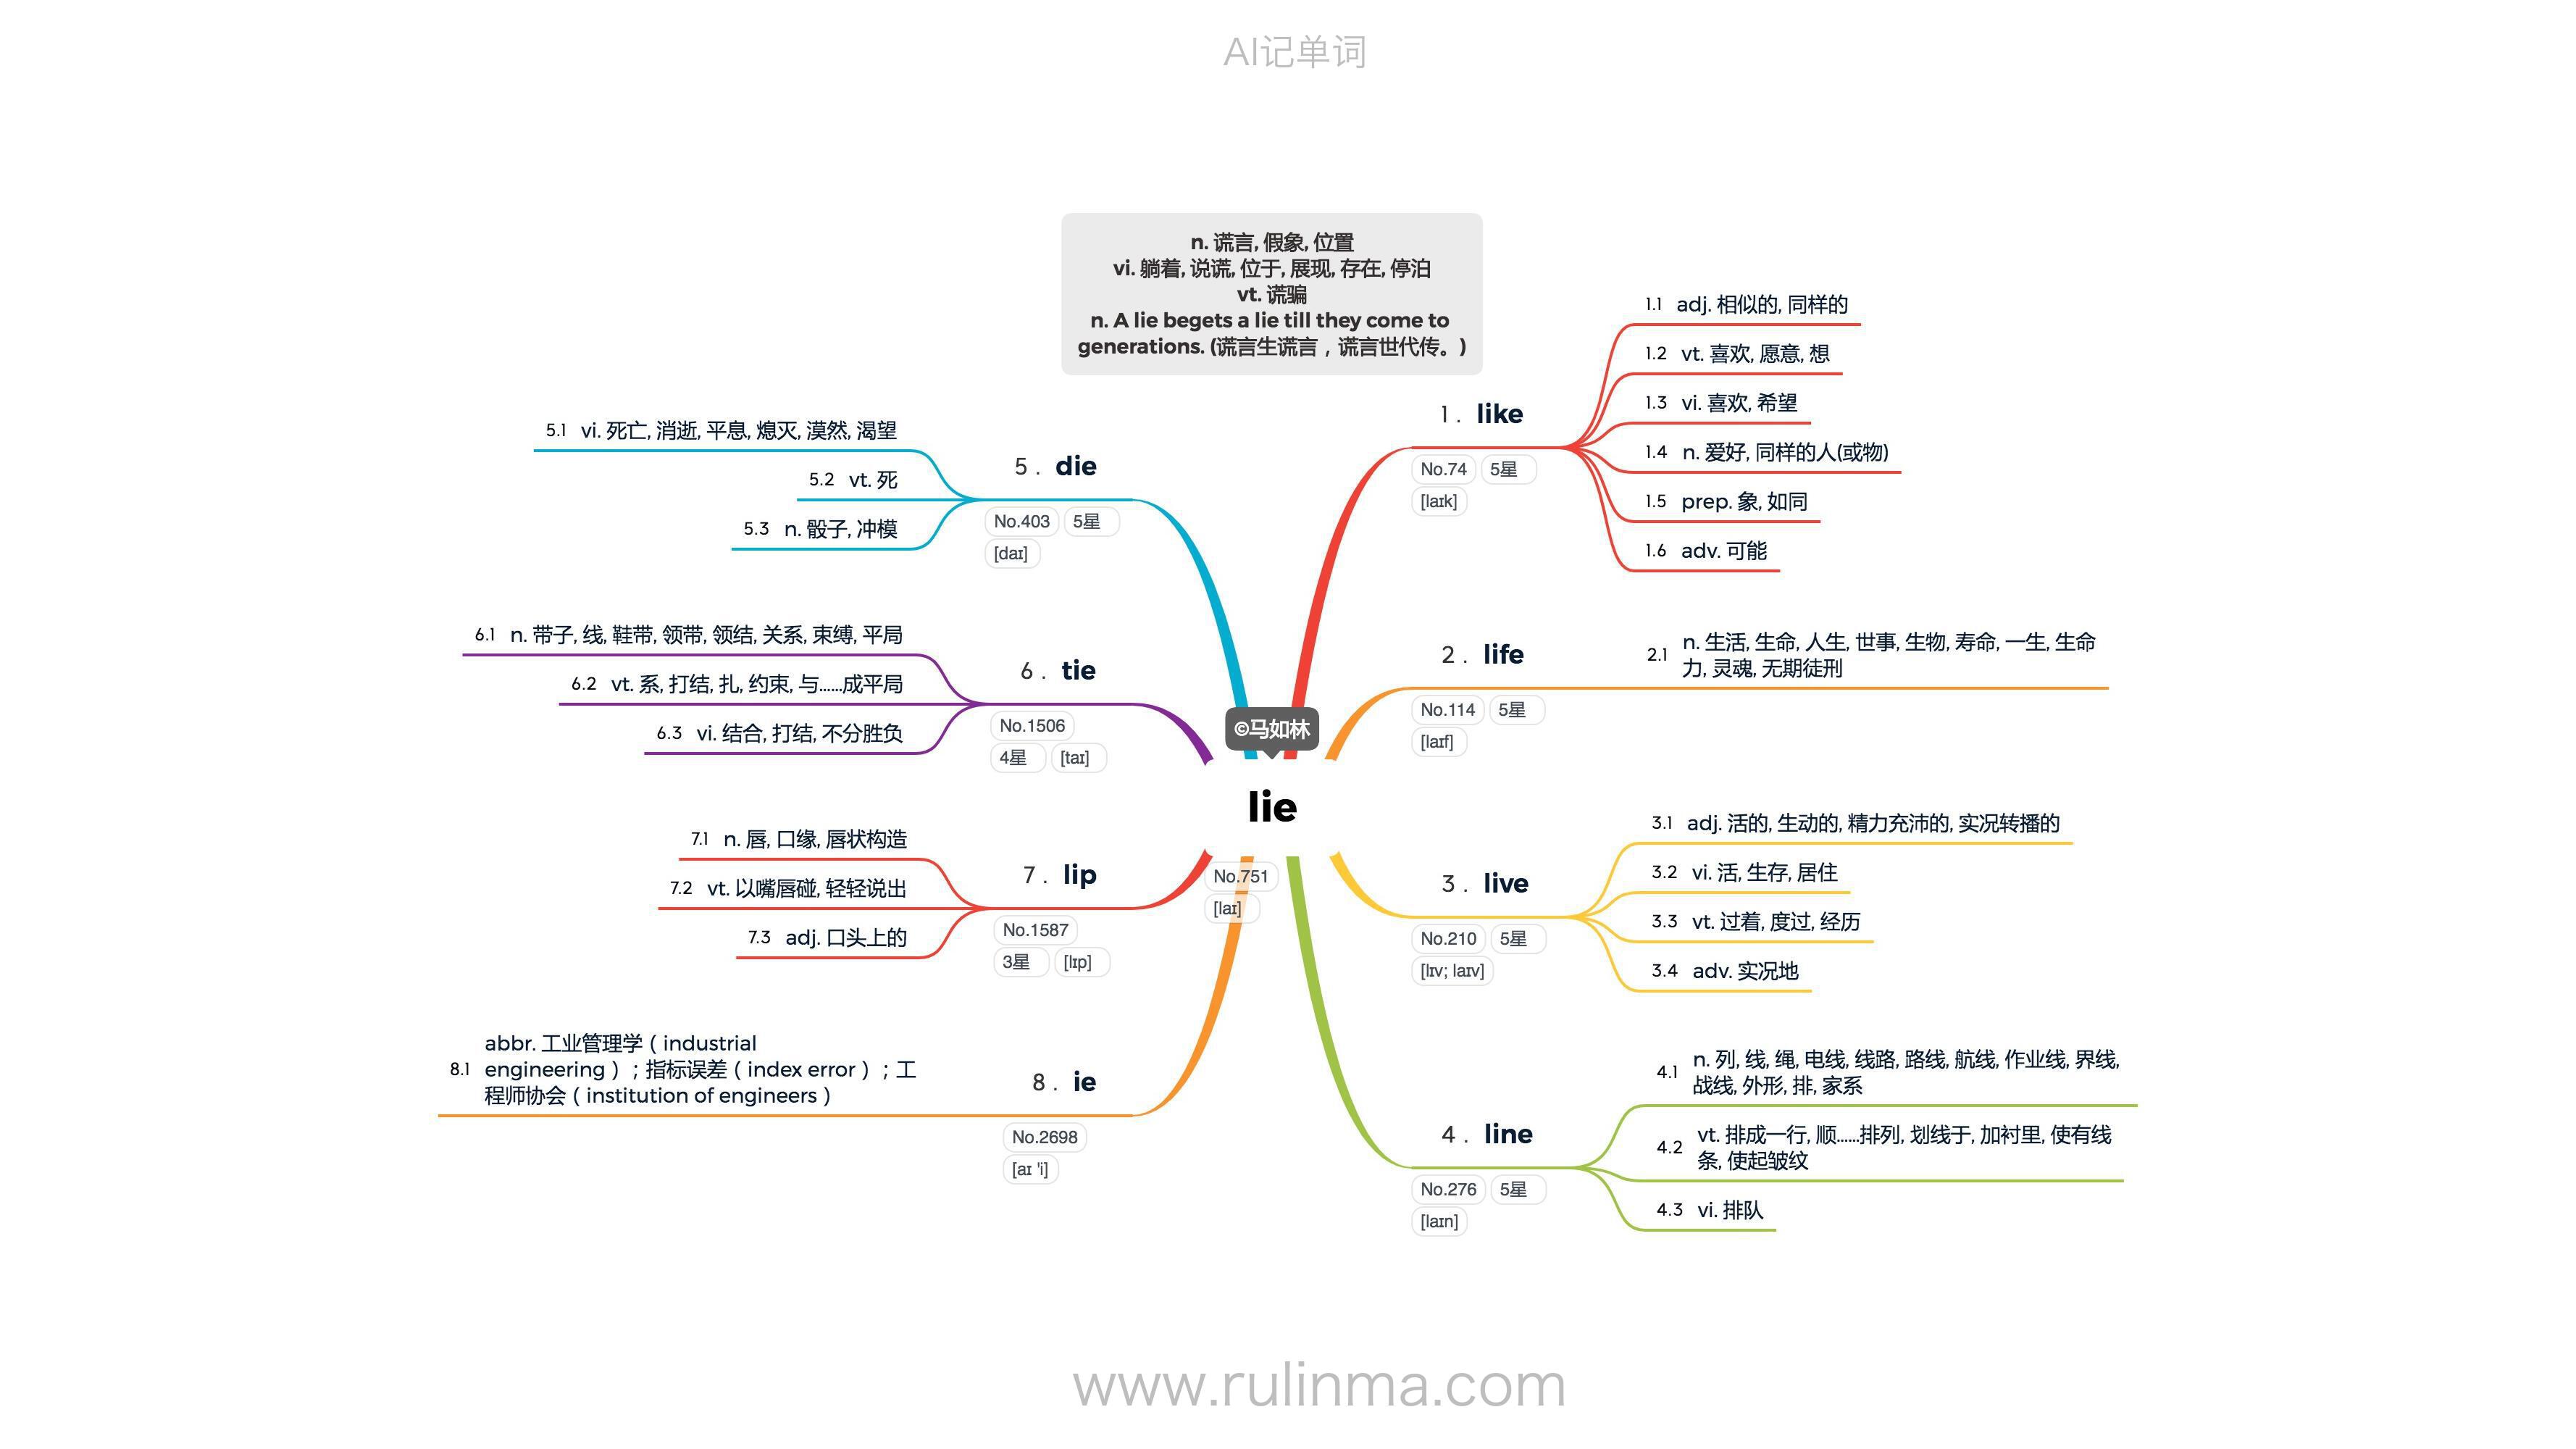 AI记单词
n. 谎言, 假象, 位置
vi. 躺着, 说谎, 位于, 展现, 存在, 停泊
vt. 谎骗
n. A lie begets a lie till they come to
generations. (谎言生谎言，谎言世代传。)
©马如林
lie
No.751
[laɪ]
1 . like
No.74 5星
[laɪk]
1.1 adj. 相似的, 同样的
1.2 vt. 喜欢, 愿意, 想
1.3 vi. 喜欢, 希望
1.4 n. 爱好, 同样的人(或物)
1.5 prep. 象, 如同
1.6 adv. 可能
2 . life
No.114 5星
[laɪf]
2.1 n. 生活, 生命, 人生, 世事, 生物, 寿命, 一生, 生命
力, 灵魂, 无期徒刑
3 . live
No.210 5星
[lɪv; laɪv]
3.1 adj. 活的, 生动的, 精力充沛的, 实况转播的
3.2 vi. 活, 生存, 居住
3.3 vt. 过着, 度过, 经历
3.4 adv. 实况地
4 . line
No.276 5星
[laɪn]
4.1 n. 列, 线, 绳, 电线, 线路, 路线, 航线, 作业线, 界线,
战线, 外形, 排, 家系
4.2 vt. 排成一行, 顺……排列, 划线于, 加衬里, 使有线
条, 使起皱纹
4.3 vi. 排队
5 . die
No.403 5星
[daɪ]
5.1 vi. 死亡, 消逝, 平息, 熄灭, 漠然, 渴望
5.2 vt. 死
5.3 n. 骰子, 冲模
6 . tie
No.1506
4星 [taɪ]
6.1 n. 带子, 线, 鞋带, 领带, 领结, 关系, 束缚, 平局
6.2 vt. 系, 打结, 扎, 约束, 与……成平局
6.3 vi. 结合, 打结, 不分胜负
7 . lip
No.1587
3星 [lɪp]
7.1 n. 唇, 口缘, 唇状构造
7.2 vt. 以嘴唇碰, 轻轻说出
7.3 adj. 口头上的
8 . ie
No.2698
[aɪ 'i]
8.1 abbr. 工业管理学（industrial
engineering）；指标误差（index error）；工
程师协会（institution of engineers）
www.rulinma.com